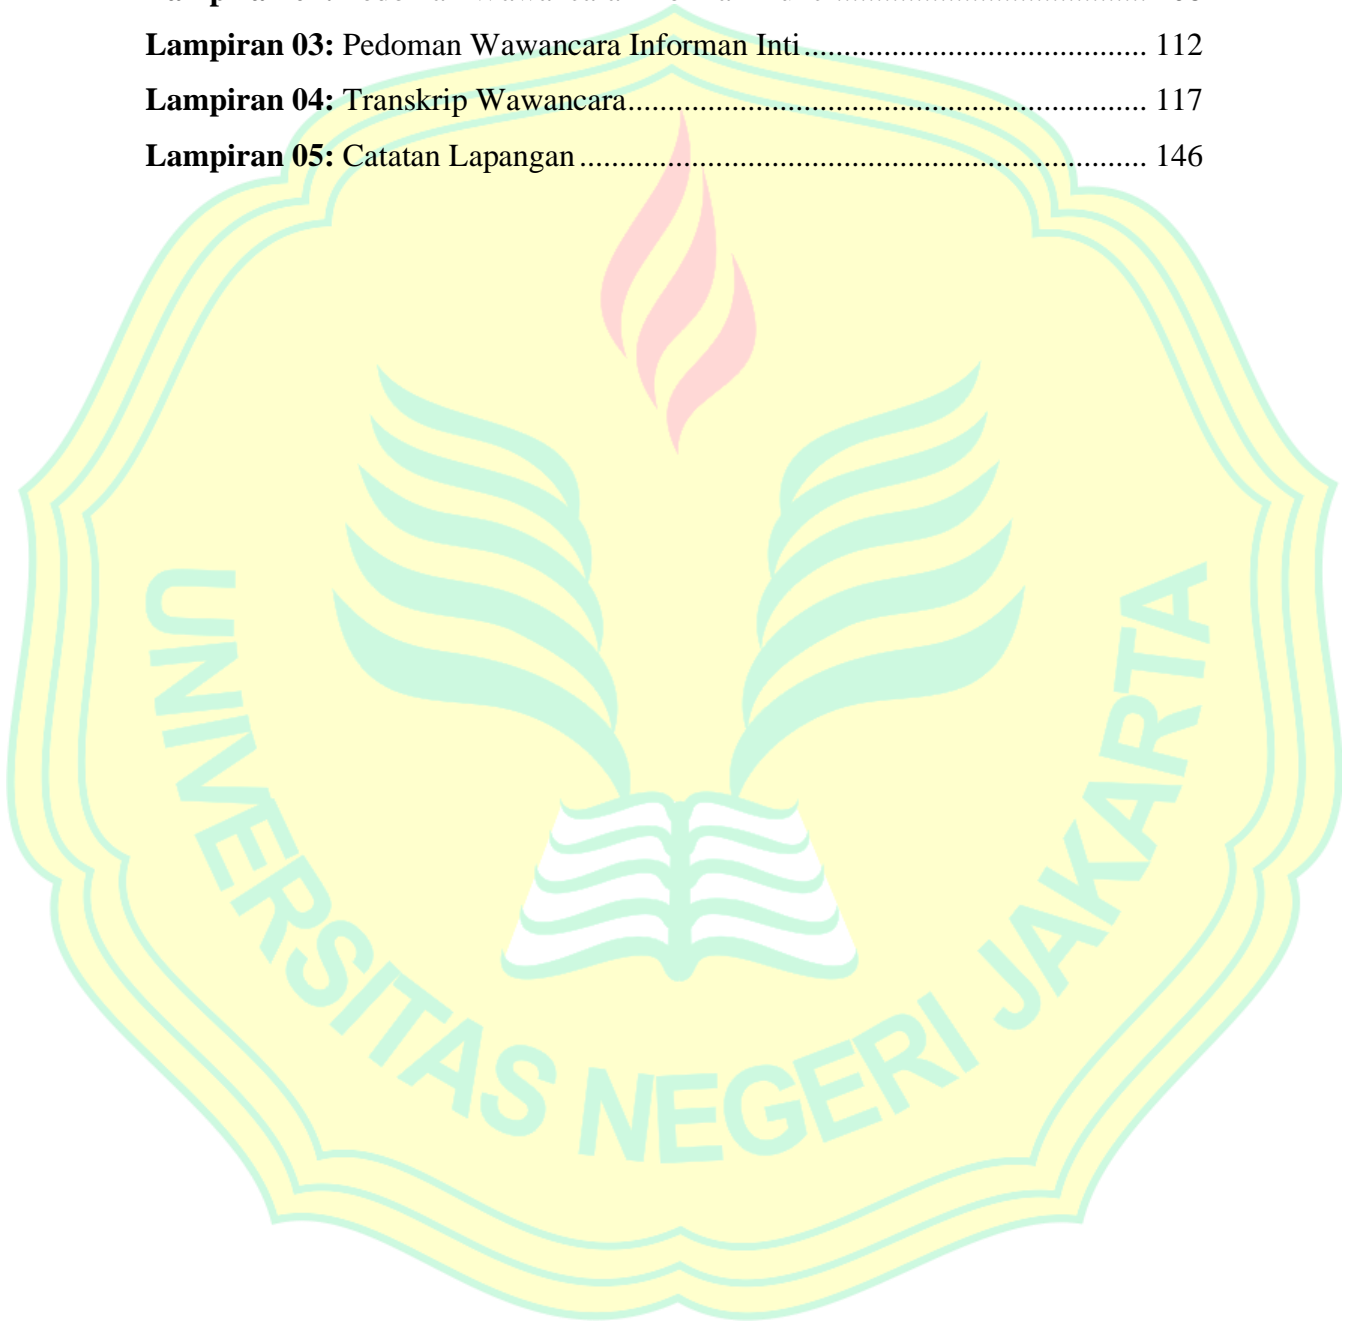 Lampiran 03: Pedoman Wawancara Informan Inti ........................................... 112
Lampiran 04: Transkrip Wawancara................................................................. 117
Lampiran 05: Catatan Lapangan ....................................................................... 146
UNIVERSITAS NEGERI JAKARTA